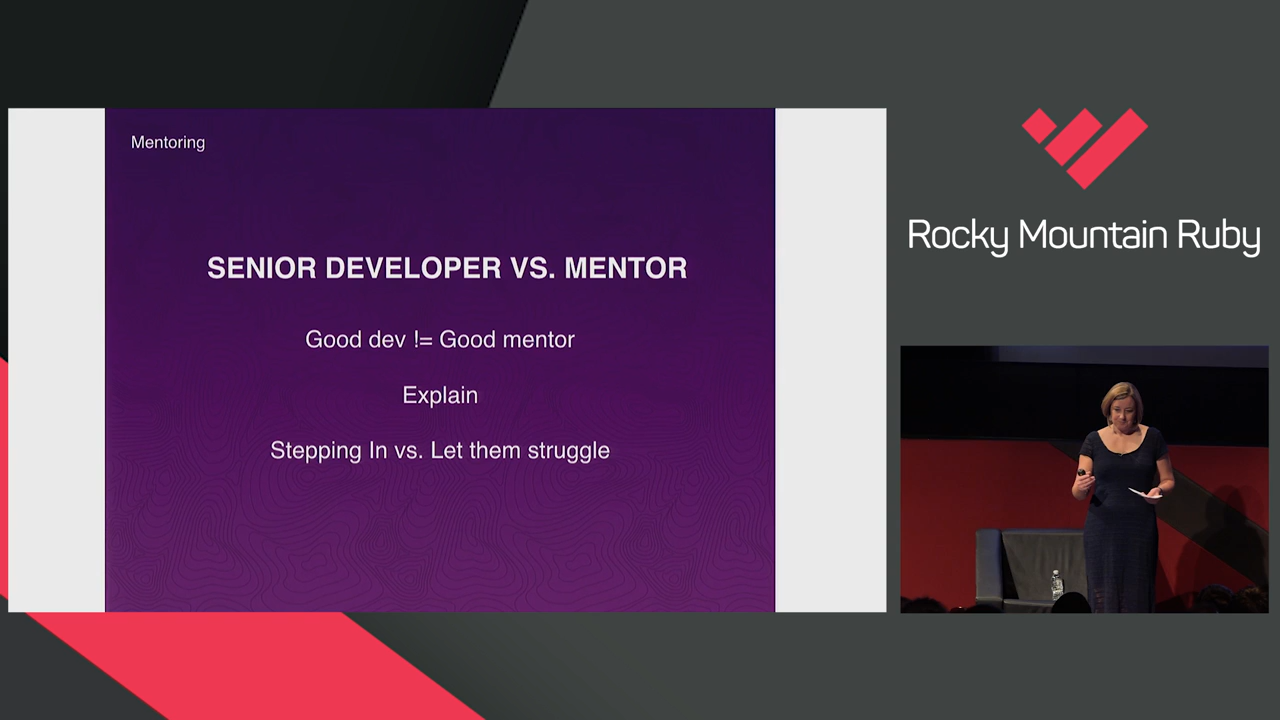 Mentoring
SENIOR DEVELOPER VS. MENTOR
Good dev != Good mentor
Explain
Stepping In vs. Let them struggle
Rocky Mountain Ruby